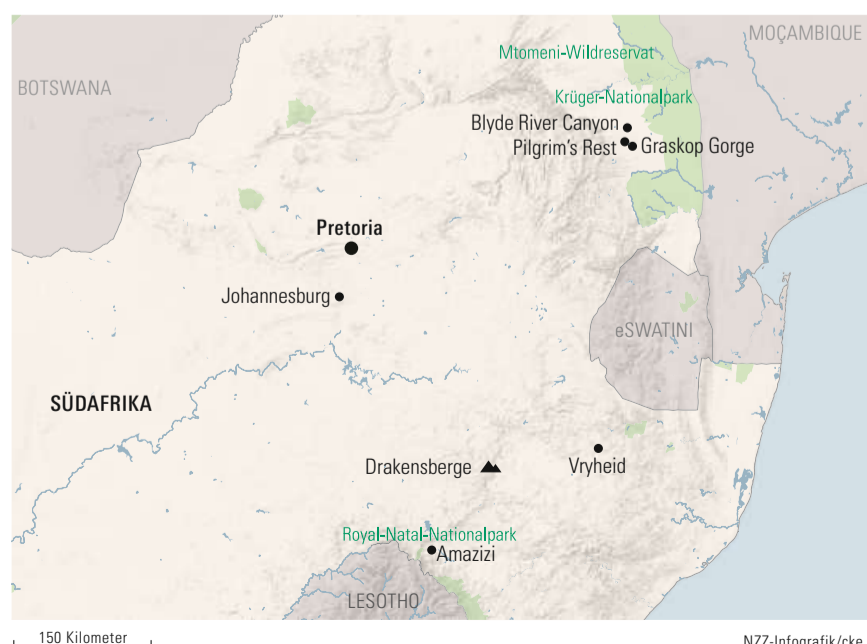 MOÇAMBIQUE
Mtomeni-Wildreservat
BOTSWANA
Krüger-Nationalpark
Blyde River Canyon
Pilgrim’s Rest
Graskop Gorge
Pretoria
Johannesburg
eSWATINI
SÜDAFRIKA
Drakensberge
Vryheid
Royal-Natal-Nationalpark
Amazizi
LESOTHO
150 Kilometer
NZZ-Infografik/cke.